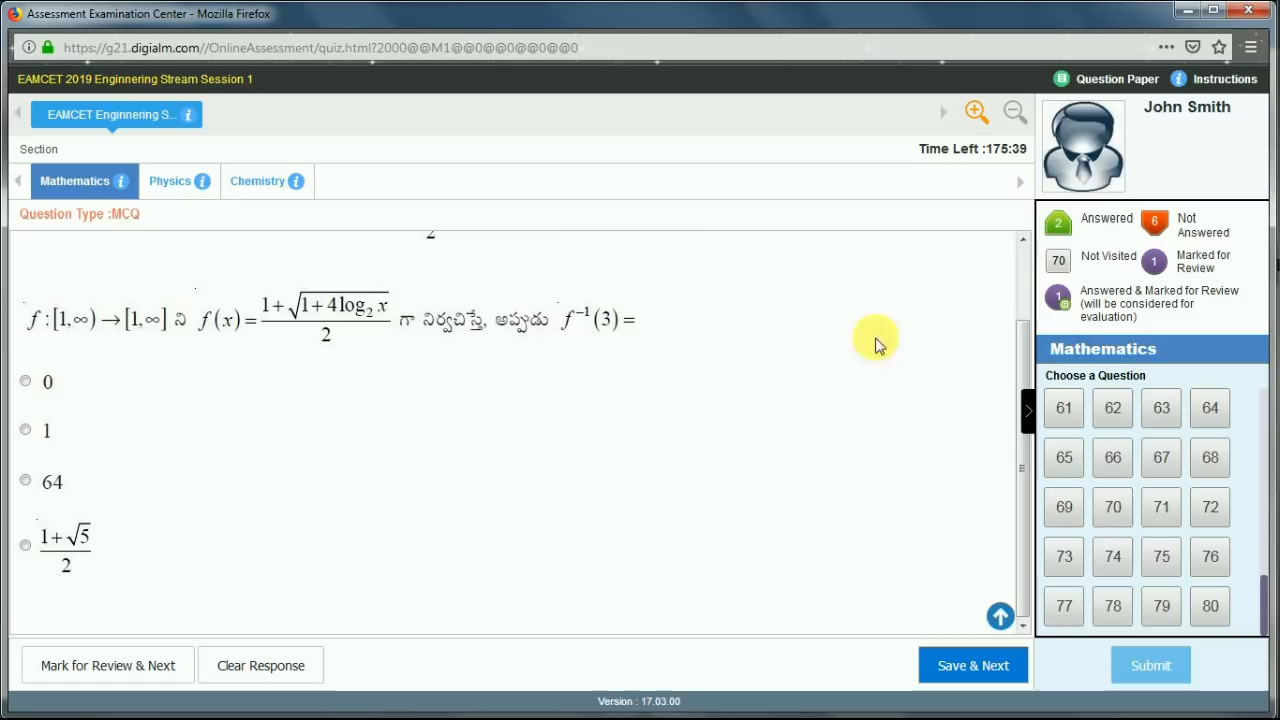 Assessment Examination Center - Mozilla Firefox
https://g21.digialm.com//OnlineAssessment/quiz.html?2000@@M1@@0@@0@@0@@0
EAMCET 2019 Enginnering Stream Session 1
Question Paper
Instructions
EAMCET Enginnering S...
John Smith
Section
Time Left :175:39
Mathematics
Physics
Chemistry
Question Type :MCQ
2
f : [1,∞) → [1,∞] ని f(x) = (1+√(1+4log₂ x))/2 గా నిర్వచిస్తే, అప్పుడు f⁻¹(3) =
0
1
64
(1+√5)/2
2 Answered
6 Not Answered
70 Not Visited
1 Marked for Review
1 Answered & Marked for Review (will be considered for evaluation)
Mathematics
Choose a Question
61 62 63 64
65 66 67 68
69 70 71 72
73 74 75 76
77 78 79 80
Mark for Review & Next
Clear Response
Save & Next
Submit
Version : 17.03.00